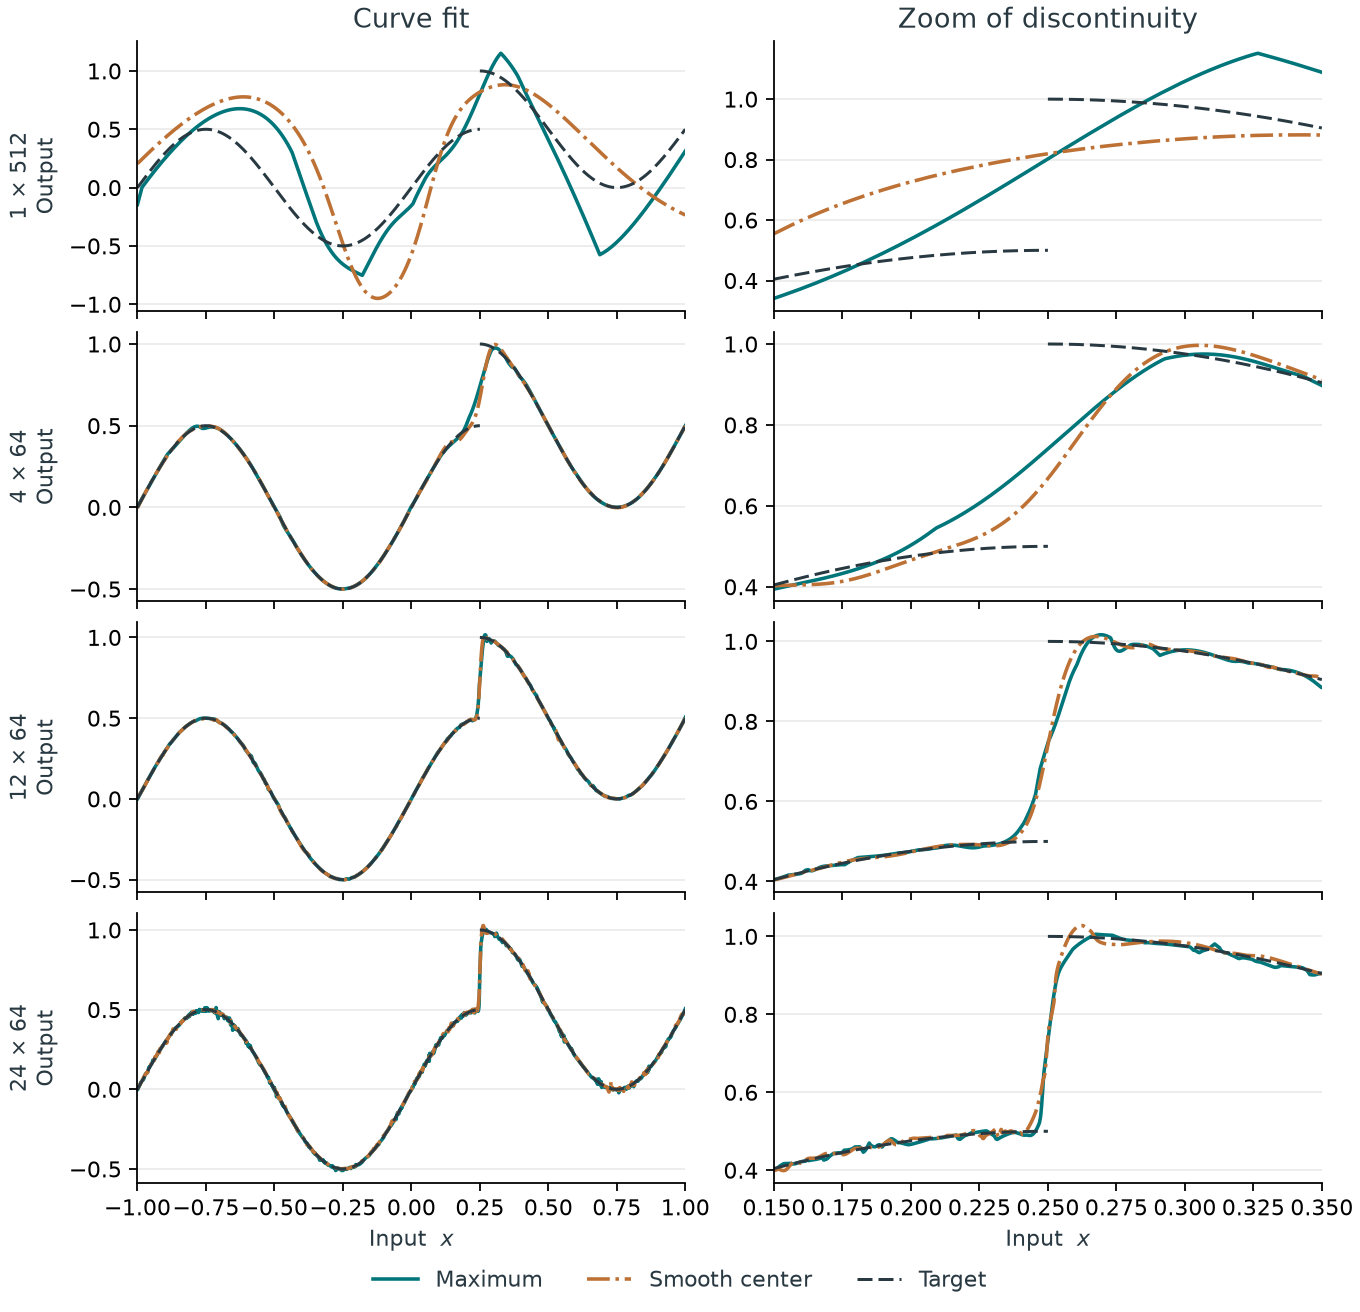 Curve fit
Zoom of discontinuity
1 × 512
Output
1.0
0.5
0.0
−0.5
−1.0
1.0
0.8
0.6
0.4
4 × 64
Output
1.0
0.5
0.0
−0.5
1.0
0.8
0.6
0.4
12 × 64
Output
1.0
0.5
0.0
−0.5
1.0
0.8
0.6
0.4
24 × 64
Output
1.0
0.5
0.0
−0.5
1.0
0.8
0.6
0.4
−1.00 −0.75 −0.50 −0.25 0.00 0.25 0.50 0.75 1.00
0.150 0.175 0.200 0.225 0.250 0.275 0.300 0.325 0.350
Input x
Input x
Maximum
Smooth center
Target